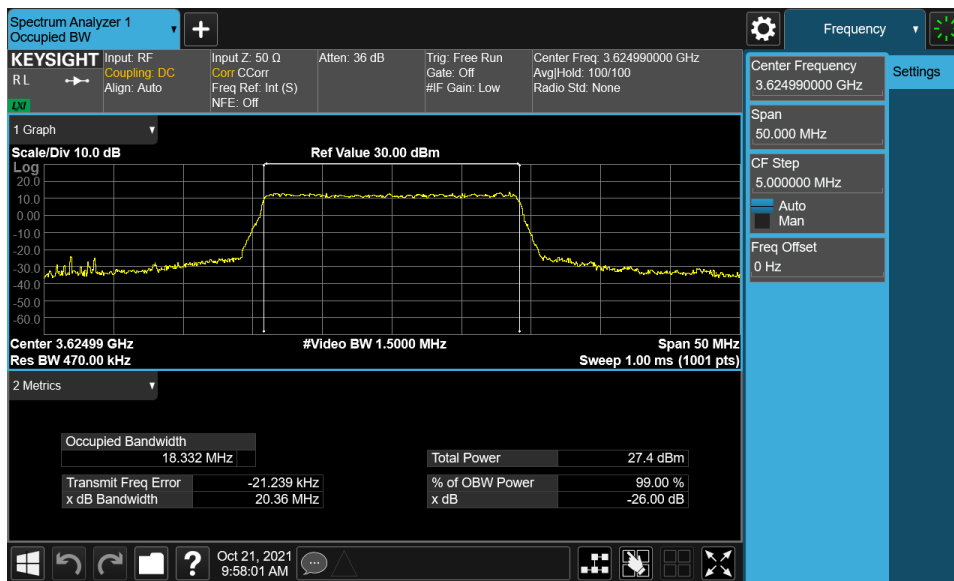 Spectrum Analyzer 1
Occupied BW
Frequency
KEYSIGHT
R L
LXI
Input: RF
Coupling: DC
Align: Auto
Input Z: 50 Ω
Corr CCorr
Freq Ref: Int (S)
NFE: Off
Atten: 36 dB
Trig: Free Run
Gate: Off
#IF Gain: Low
Center Freq: 3.624990000 GHz
Avg|Hold: 100/100
Radio Std: None
Center Frequency
3.624990000 GHz
Settings
Span
50.000 MHz
CF Step
5.000000 MHz
Auto
Man
Freq Offset
0 Hz
1 Graph
Scale/Div 10.0 dB
Ref Value 30.00 dBm
Log
20.0
10.0
0.00
-10.0
-20.0
-30.0
-40.0
-50.0
-60.0
Center 3.62499 GHz
#Video BW 1.5000 MHz
Span 50 MHz
Res BW 470.00 kHz
Sweep 1.00 ms (1001 pts)
2 Metrics
Occupied Bandwidth
18.332 MHz
Total Power 27.4 dBm
Transmit Freq Error -21.239 kHz
% of OBW Power 99.00 %
x dB Bandwidth 20.36 MHz
x dB -26.00 dB
?
Oct 21, 2021
9:58:01 AM